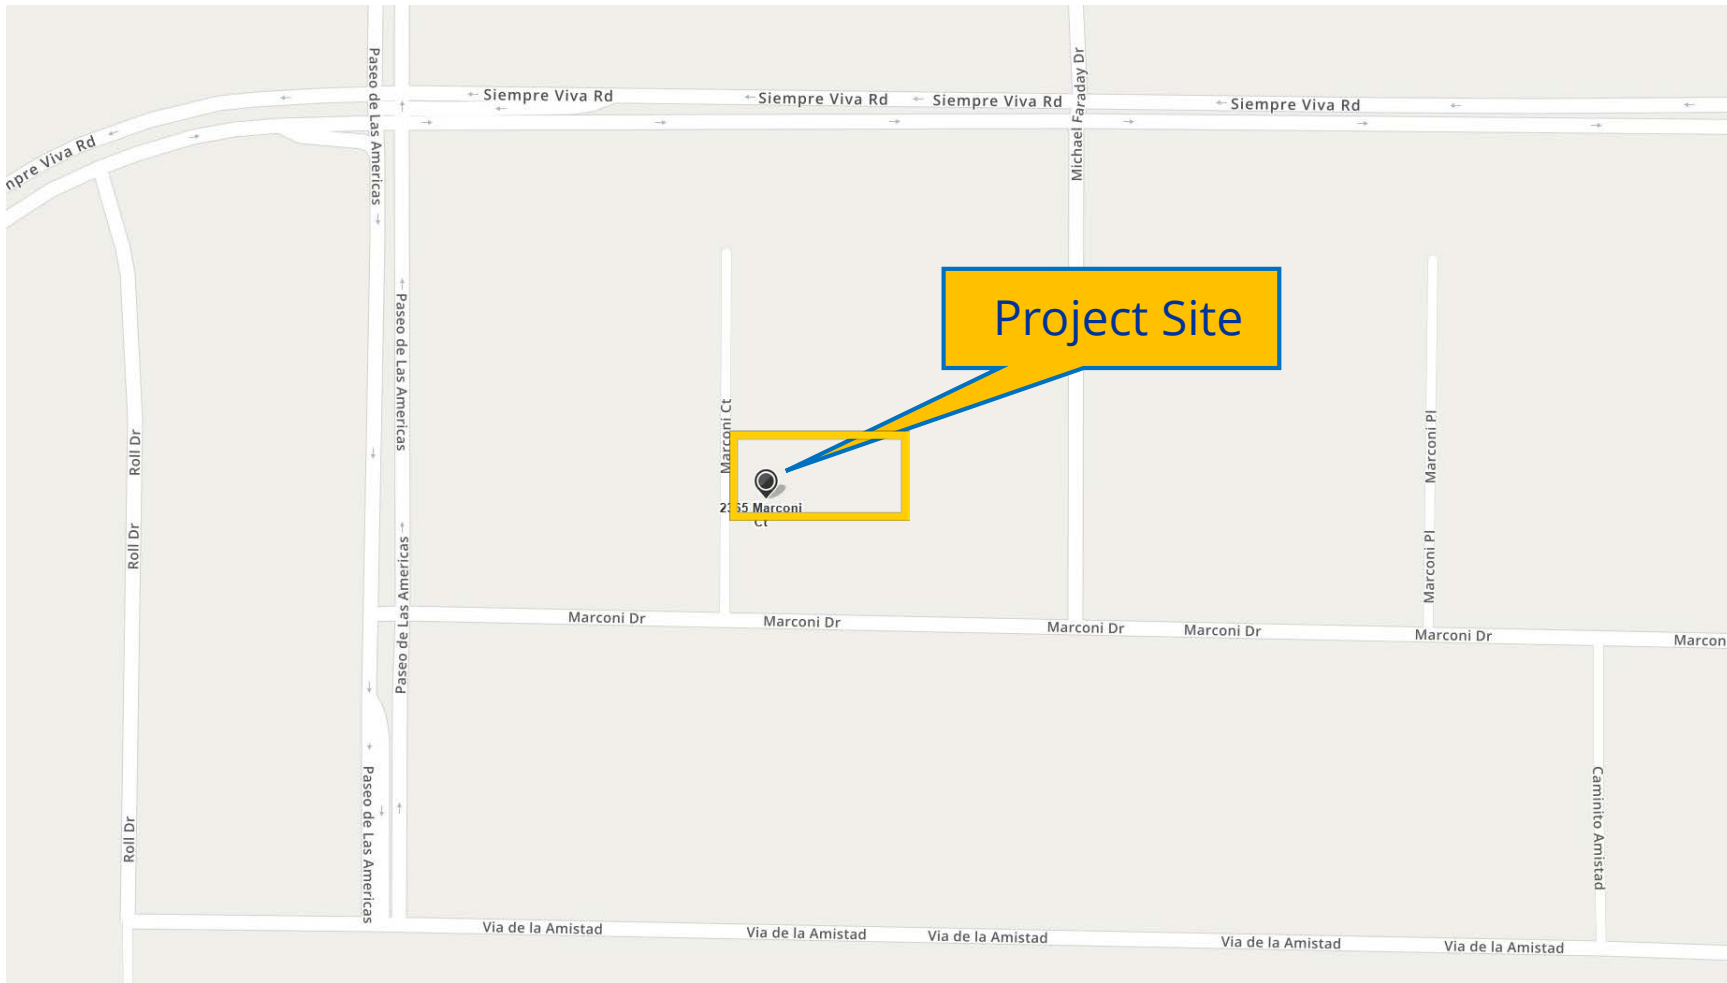 Siempre Viva Rd
Siempre Viva Rd
Siempre Viva Rd
Siempre Viva Rd
npre Viva Rd
Paseo de Las Americas
Michael Faraday Dr
Project Site
Paseo de Las Americas
Marconi Ct
Marconi Pl
Roll Dr
2365 Marconi
Ct
Roll Dr
Marconi Pl
Paseo de Las Americas
Marconi Dr
Marconi Dr
Marconi Dr
Marconi Dr
Marconi Dr
Marcon
Roll Dr
Paseo de Las Americas
Caminito Amistad
Via de la Amistad
Via de la Amistad
Via de la Amistad
Via de la Amistad
Via de la Amistad